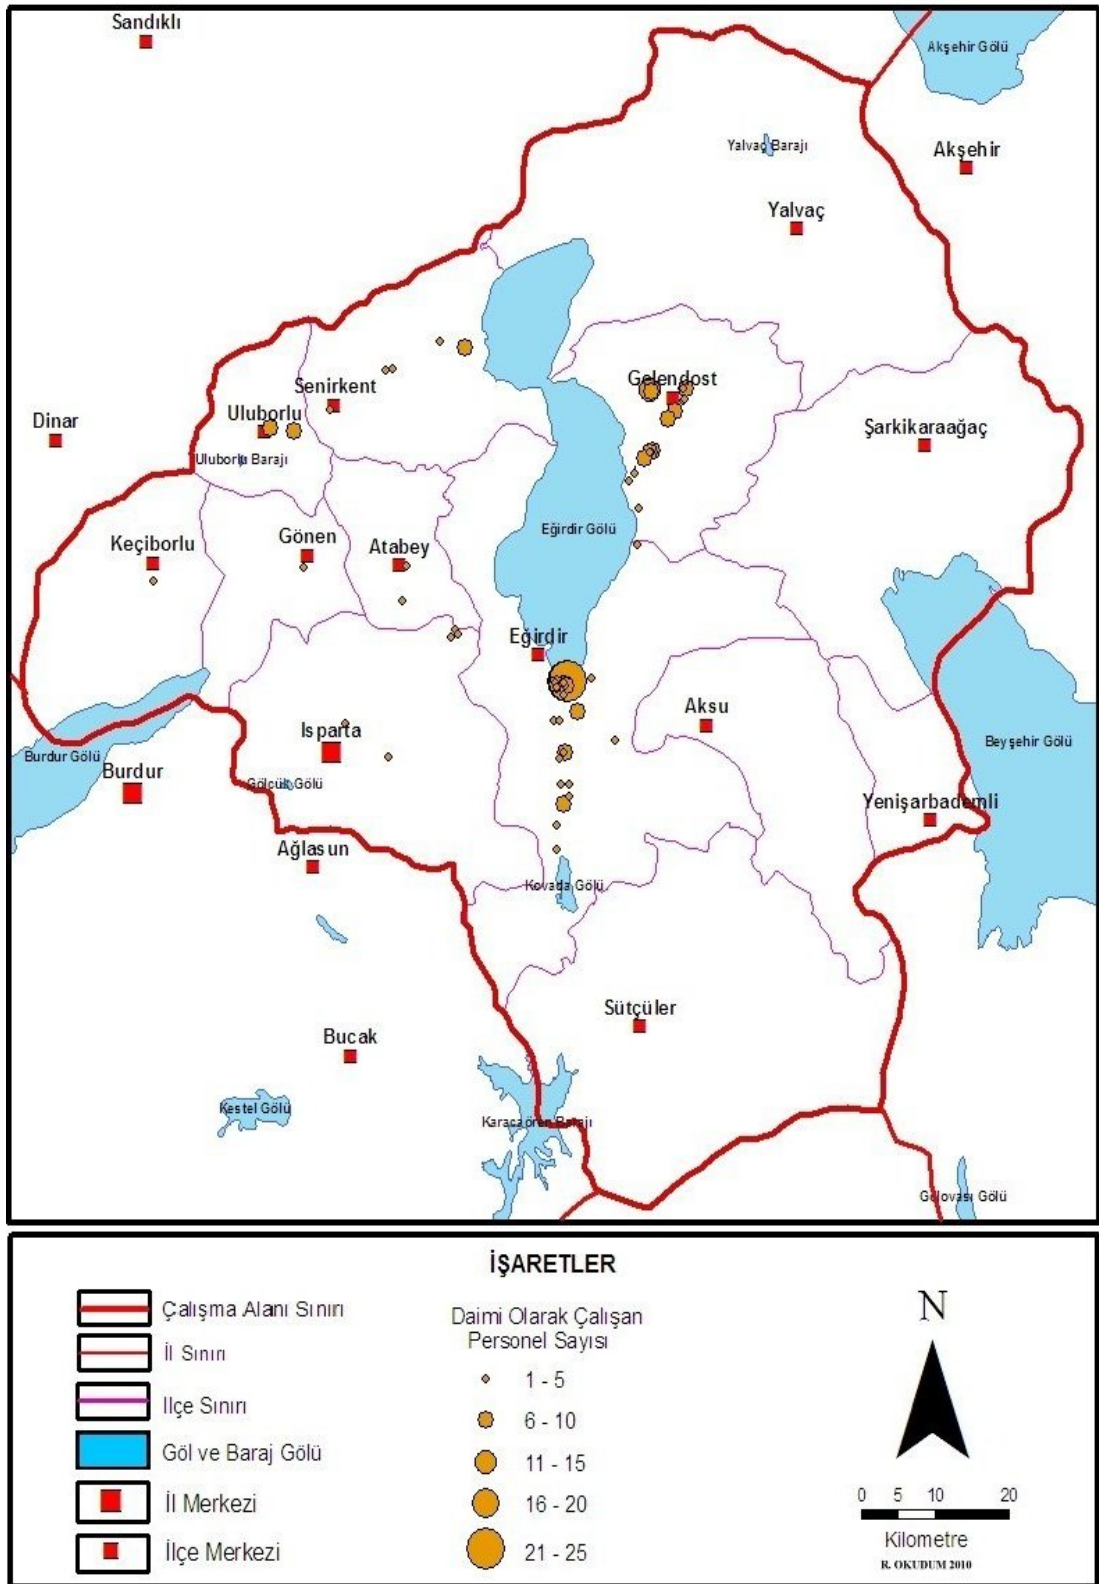 Sandıklı
Akşehir Gölü
Yalvaç Barajı
Akşehir
Yalvaç
Senirkent
Gelendost
Dinar
Uluborlu
Şarkikaraağaç
Uluborlu Barajı
Eğirdir Gölü
Keçiborlu
Gönen
Atabey
Eğirdir
Isparta
Aksu
Beyşehir Gölü
Burdur Gölü
Burdur
Gölcük Gölü
Yenişarbademli
Ağlasun
Kovada Gölü
Sütçüler
Bucak
Kestel Gölü
Karacaören Barajı
Gölovası Gölü
İŞARETLER
Çalışma Alanı Sınırı
İl Sınırı
İlçe Sınırı
Göl ve Baraj Gölü
İl Merkezi
İlçe Merkezi
Daimi Olarak Çalışan
Personel Sayısı
1 - 5
6 - 10
11 - 15
16 - 20
21 - 25
N
0 5 10 20
Kilometre
R. OKUDUM 2010